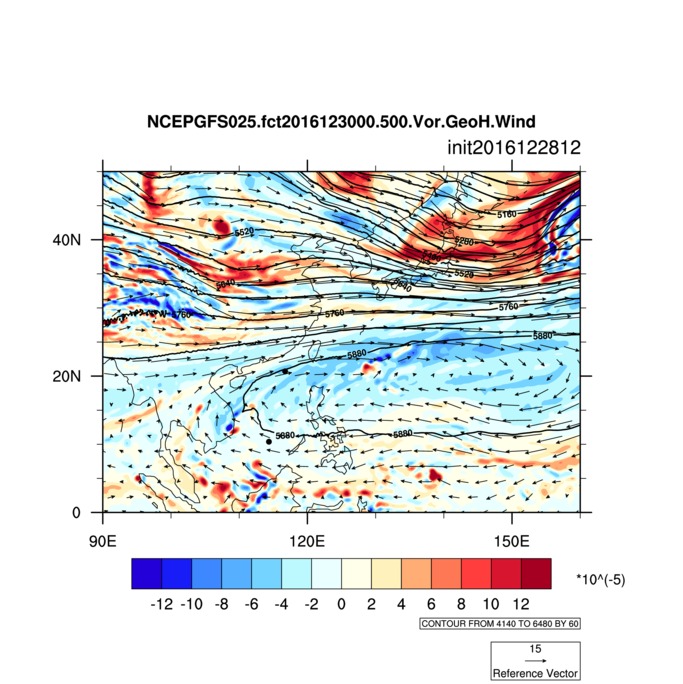 NCEPGFS025.fct2016123000.500.Vor.GeoH.Wind
init2016122812
5160
5520
40N
5280
5520
5640
5640
5760
5760
5760
5880
5880
20N
5880
5880
0
90E 120E 150E
-12 -10 -8 -6 -4 -2 0 2 4 6 8 10 12
*10^(-5)
CONTOUR FROM 4140 TO 6480 BY 60
15
Reference Vector